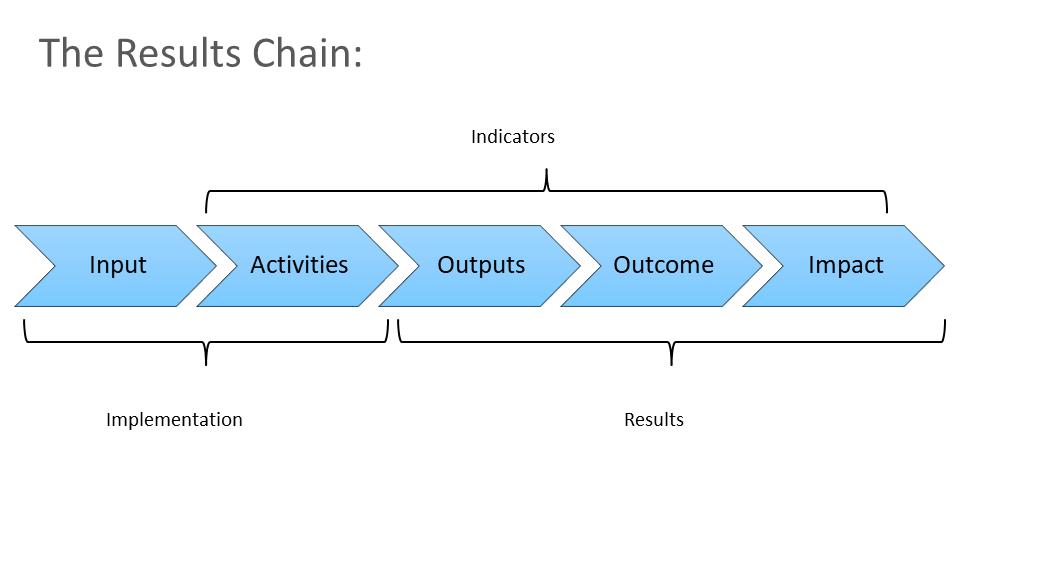 The Results Chain:
Indicators
Input
Activities
Outputs
Outcome
Impact
Implementation
Results